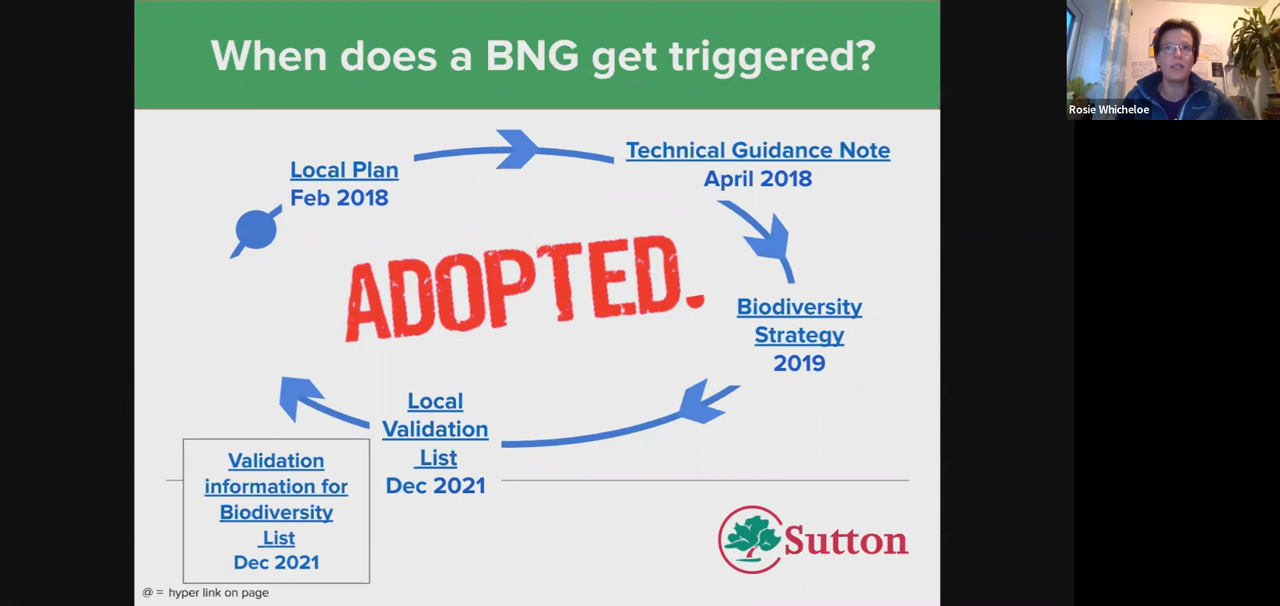 When does a BNG get triggered?
Rosie Whicheloe
Local Plan
Feb 2018
Technical Guidance Note
April 2018
ADOPTED.
Biodiversity
Strategy
2019
Local
Validation
List
Dec 2021
Validation
information for
Biodiversity
List
Dec 2021
Sutton
@ = hyper link on page